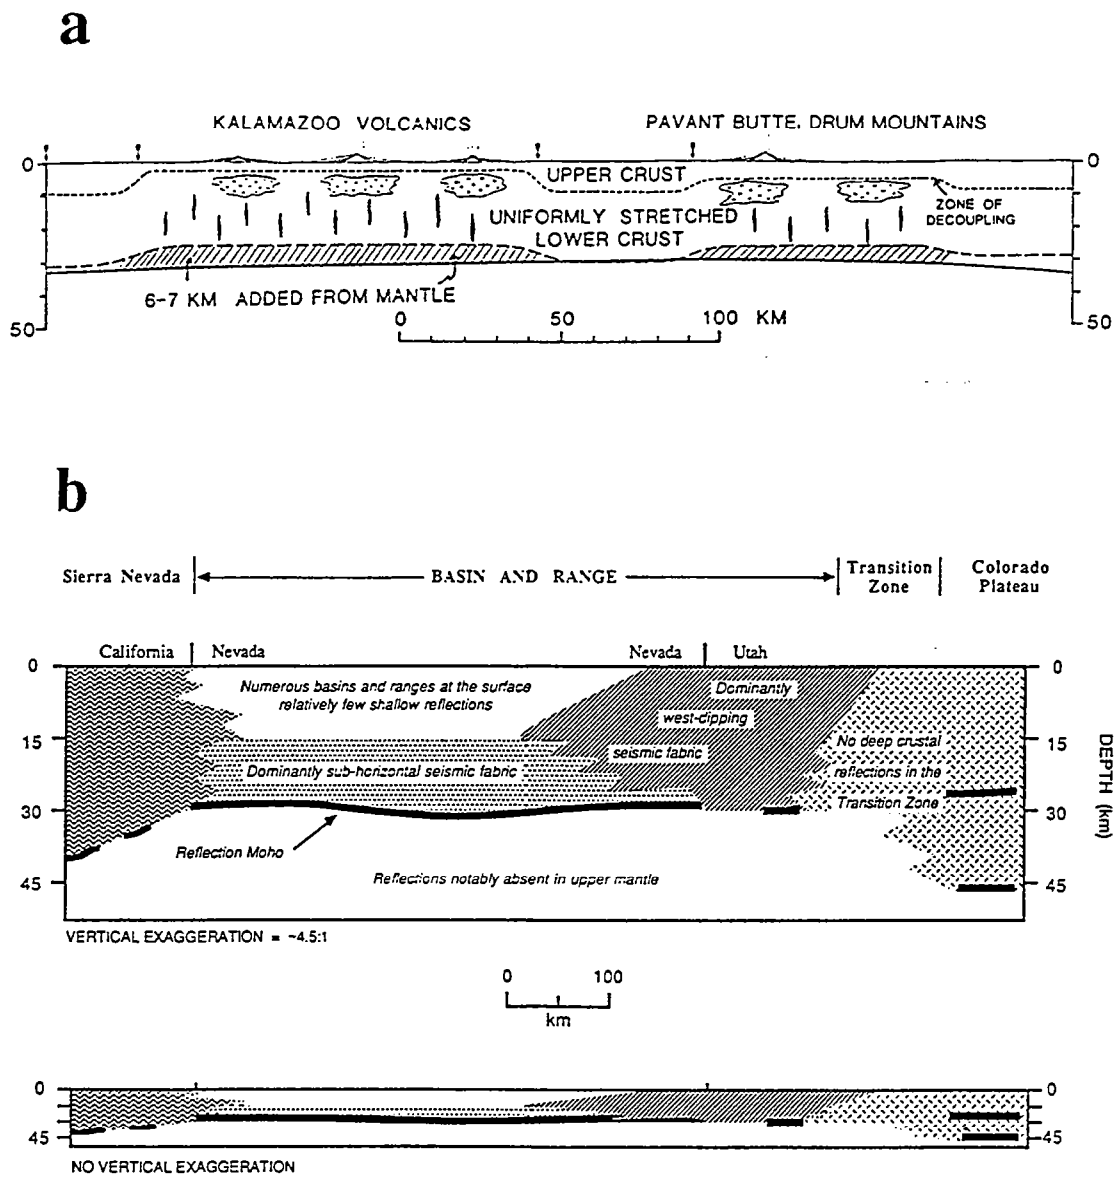 a
KALAMAZOO VOLCANICS
PAVANT BUTTE, DRUM MOUNTAINS
0
0
UPPER CRUST
ZONE OF
DECOUPLING
UNIFORMLY STRETCHED
LOWER CRUST
6-7 KM ADDED FROM MANTLE
50
50
0 50 100 KM
b
Sierra Nevada
BASIN AND RANGE
Transition
Zone
Colorado
Plateau
California
Nevada
Nevada
Utah
0
0
Numerous basins and ranges at the surface
relatively few shallow reflections
Dominantly
west-dipping
seismic fabric
15
15
No deep crustal
reflections in the
Transition Zone
Dominantly sub-horizontal seismic fabric
30
30
DEPTH (km)
Reflection Moho
Reflections notably absent in upper mantle
45
45
VERTICAL EXAGGERATION = ~4.5:1
0 100
km
0
0
45
45
NO VERTICAL EXAGGERATION